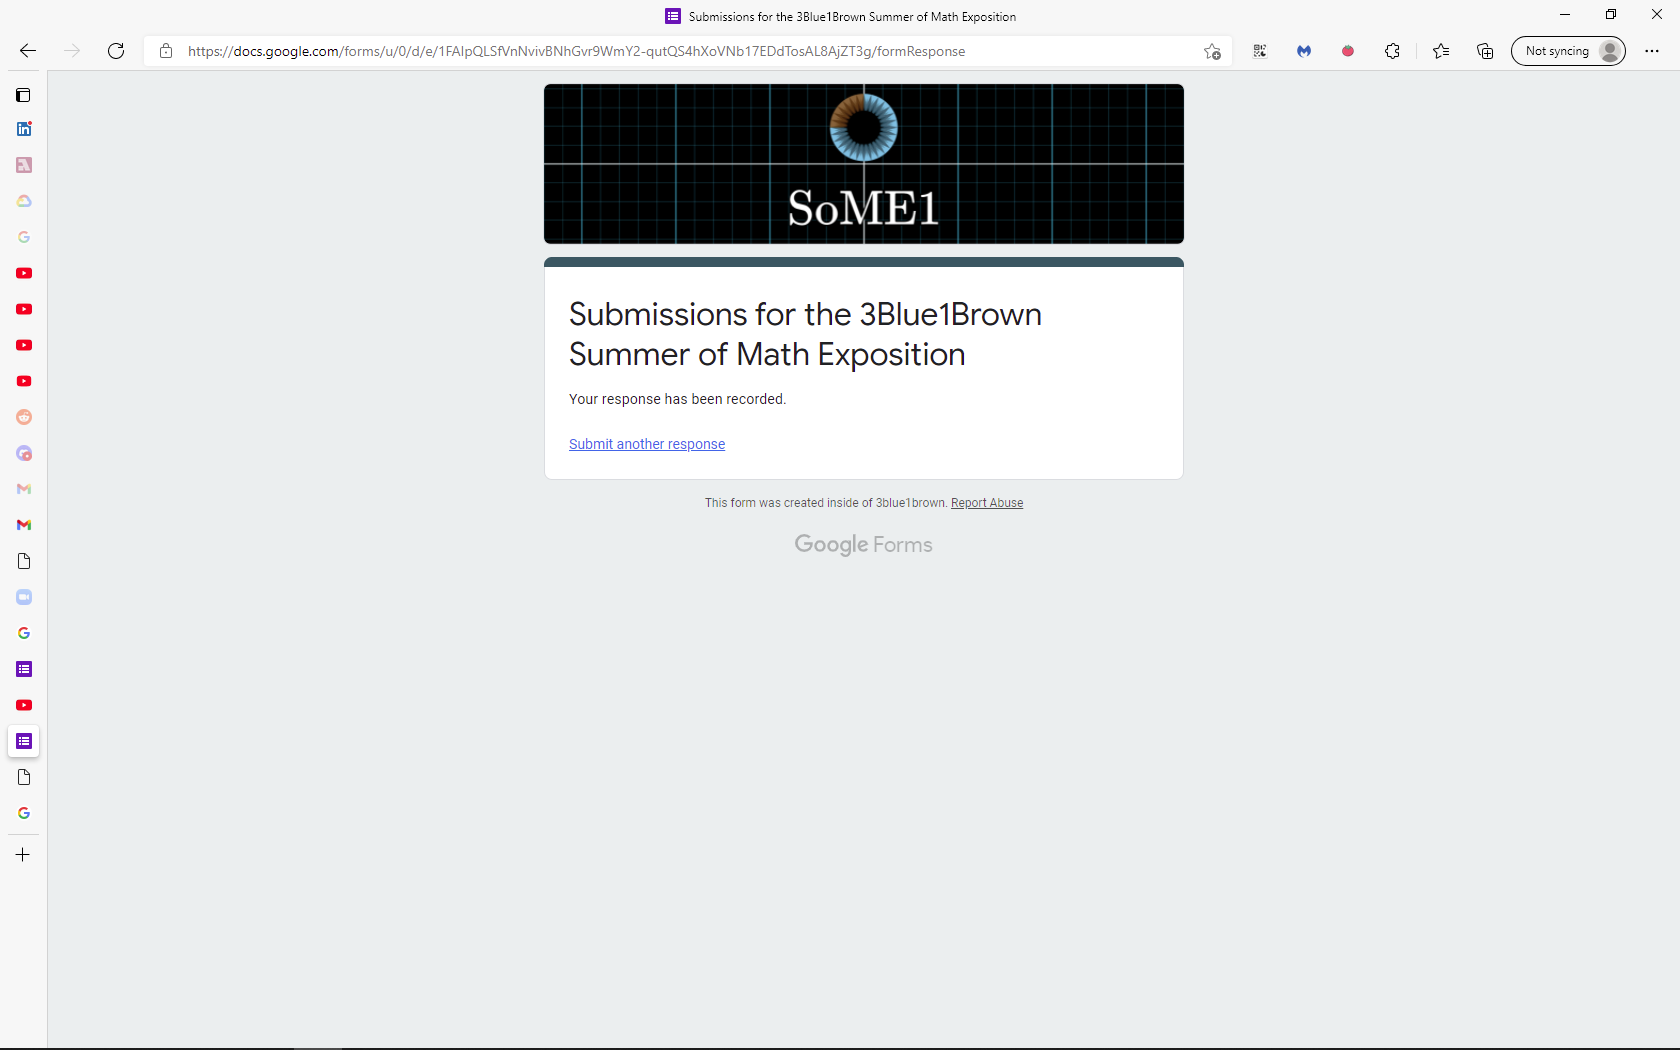 Submissions for the 3Blue1Brown Summer of Math Exposition
https://docs.google.com/forms/u/0/d/e/1FAIpQLSfVnNvivBNhGvr9WmY2-qutQS4hXoVNb17EDdTosAL8AjZT3g/formResponse
Not syncing
SoME1
Submissions for the 3Blue1Brown
Summer of Math Exposition
Your response has been recorded.
Submit another response
This form was created inside of 3blue1brown. Report Abuse
Google Forms